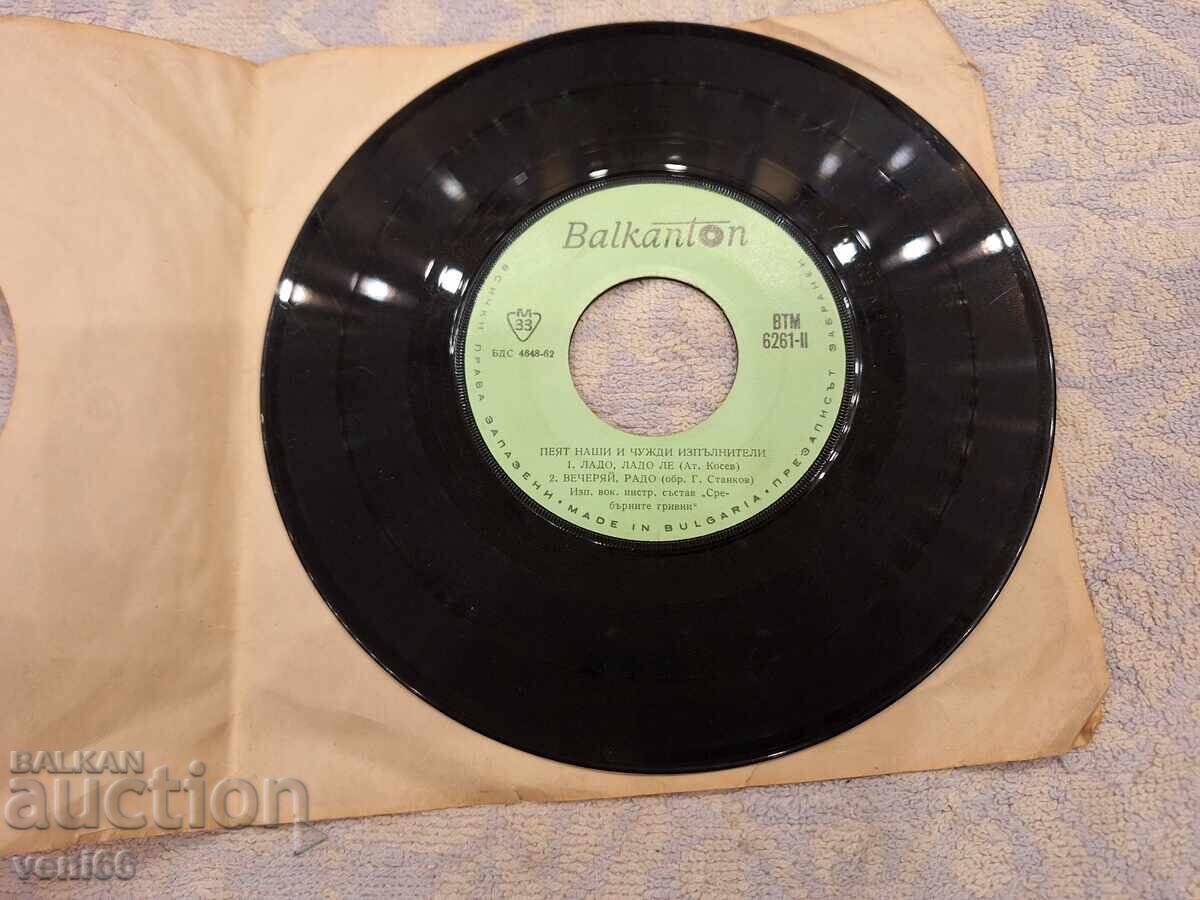 Balkanton
М
33
БДС 4648-62
ВТМ
6261-II
ПЕЯТ НАШИ И ЧУЖДИ ИЗПЪЛНИТЕЛИ
1. ЛАДО, ЛАДО ЛЕ (Ат. Косев)
2. ВЕЧЕРЯЙ, РАДО (обр. Г. Станков)
Изп. вок. инстр. състав „Сре-
бърните гривни“
ВСИЧКИ ПРАВА ЗАПАЗЕНИ • MADE IN BULGARIA • ПРЕЗАПИСЪТ ЗАБРАНЕН
BALKAN
auction
veni66